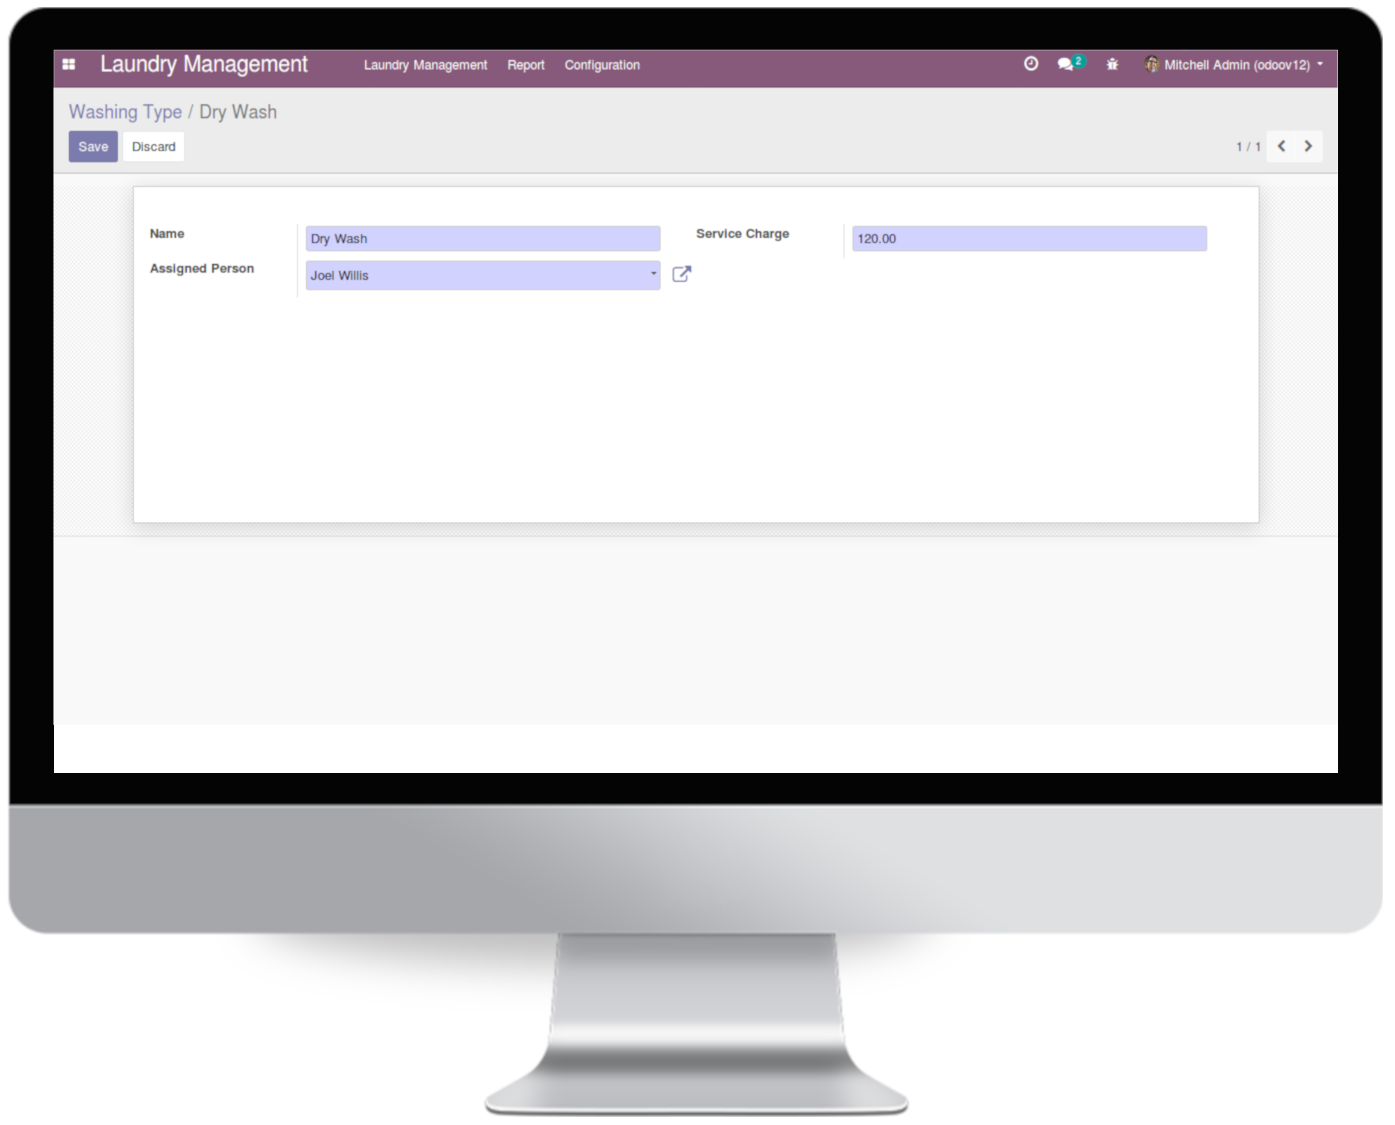 Laundry Management Laundry Management Report Configuration 2 Mitchell Admin (odoov12)
Washing Type / Dry Wash
Save Discard 1 / 1
Name Dry Wash Service Charge 120.00
Assigned Person Joel Willis